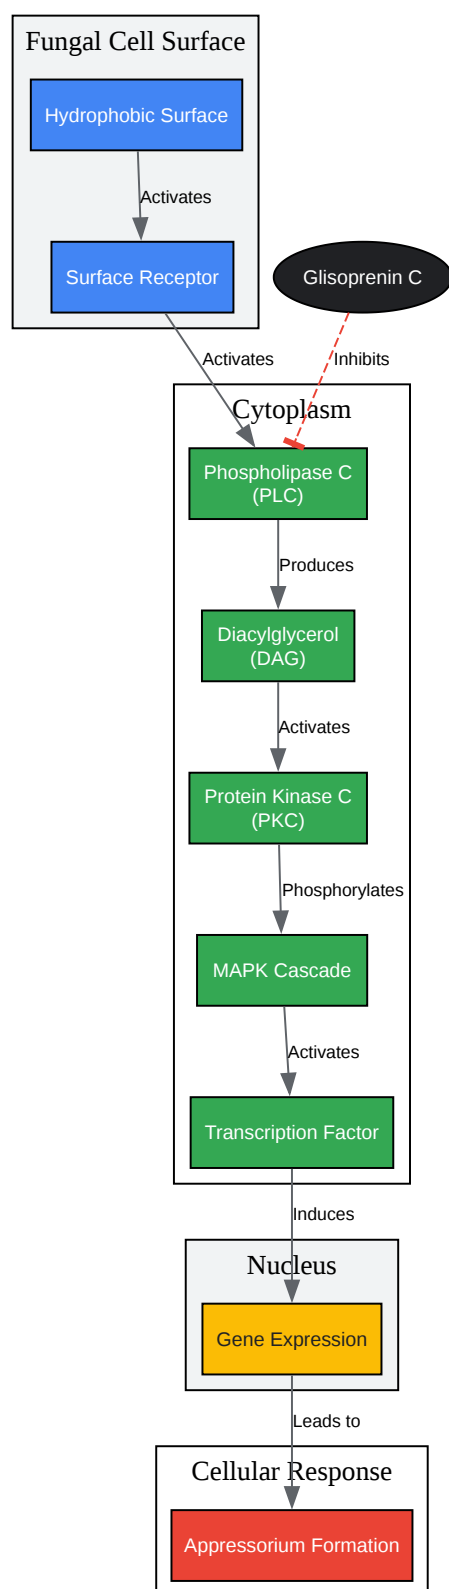 Fungal Cell Surface
Hydrophobic Surface
Activates
Surface Receptor
Glisoprenin C
Activates
Inhibits
Cytoplasm
Phospholipase C
(PLC)
Produces
Diacylglycerol
(DAG)
Activates
Protein Kinase C
(PKC)
Phosphorylates
MAPK Cascade
Activates
Transcription Factor
Induces
Nucleus
Gene Expression
Leads to
Cellular Response
Appressorium Formation